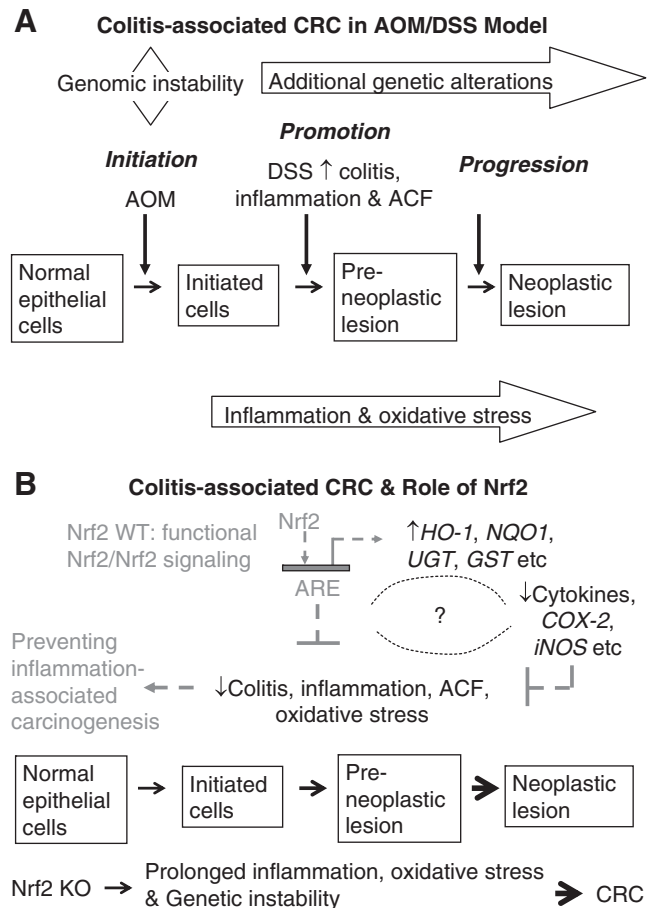 A
Colitis-associated CRC in AOM/DSS Model
Genomic instability
Additional genetic alterations
Initiation
Promotion
Progression
AOM
DSS ↑ colitis,
inflammation & ACF
Normal
epithelial
cells
Initiated
cells
Pre-
neoplastic
lesion
Neoplastic
lesion
Inflammation & oxidative stress
B
Colitis-associated CRC & Role of Nrf2
Nrf2 WT: functional
Nrf2/Nrf2 signaling
Nrf2
ARE
↑HO-1, NQO1,
UGT, GST etc
?
↓Cytokines,
COX-2,
iNOS etc
Preventing
inflammation-
associated
carcinogenesis
↓Colitis, inflammation, ACF,
oxidative stress
Normal
epithelial
cells
Initiated
cells
Pre-
neoplastic
lesion
Neoplastic
lesion
Nrf2 KO
Prolonged inflammation, oxidative stress
& Genetic instability
CRC